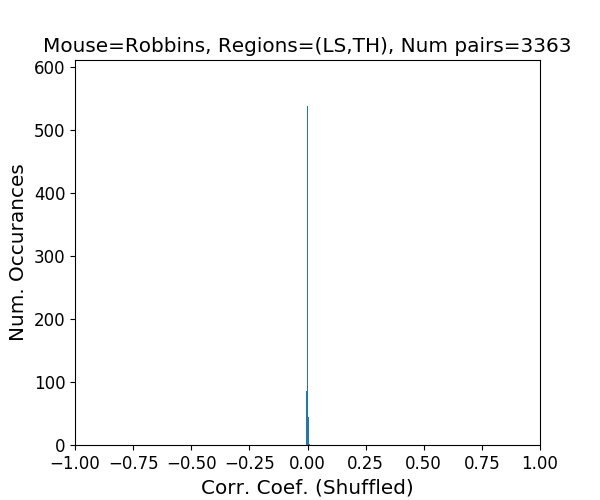 Mouse=Robbins, Regions=(LS,TH), Num pairs=3363
600
500
400
300
200
100
0
Num. Occurances
−1.00 −0.75 −0.50 −0.25 0.00 0.25 0.50 0.75 1.00
Corr. Coef. (Shuffled)